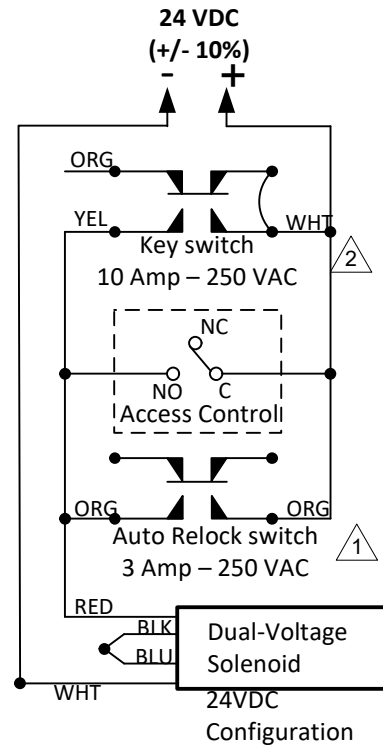 24 VDC
(+/- 10%)
- +
ORG
YEL
WHT
Key switch
10 Amp – 250 VAC
2
NC
NO
C
Access Control
ORG
ORG
Auto Relock switch
3 Amp – 250 VAC
1
RED
BLK
BLU
WHT
Dual-Voltage
Solenoid
24VDC
Configuration